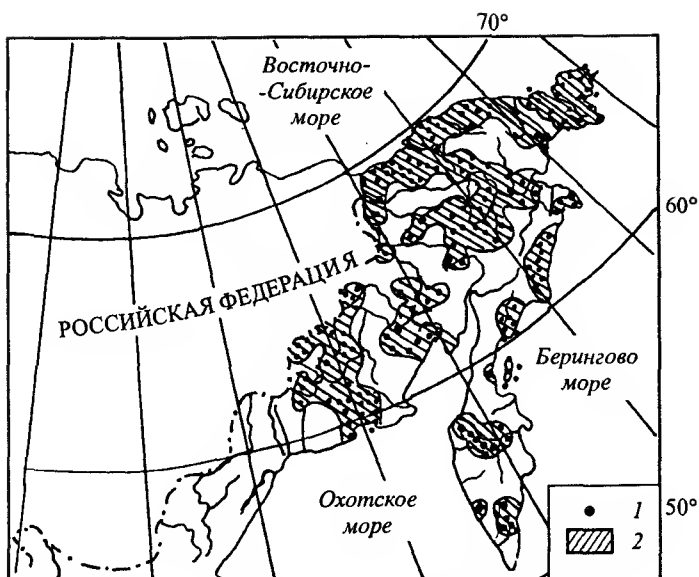 70°
Восточно-
-Сибирское
море
60°
РОССИЙСКАЯ ФЕДЕРАЦИЯ
Берингово
море
Охотское
море
1
2
50°